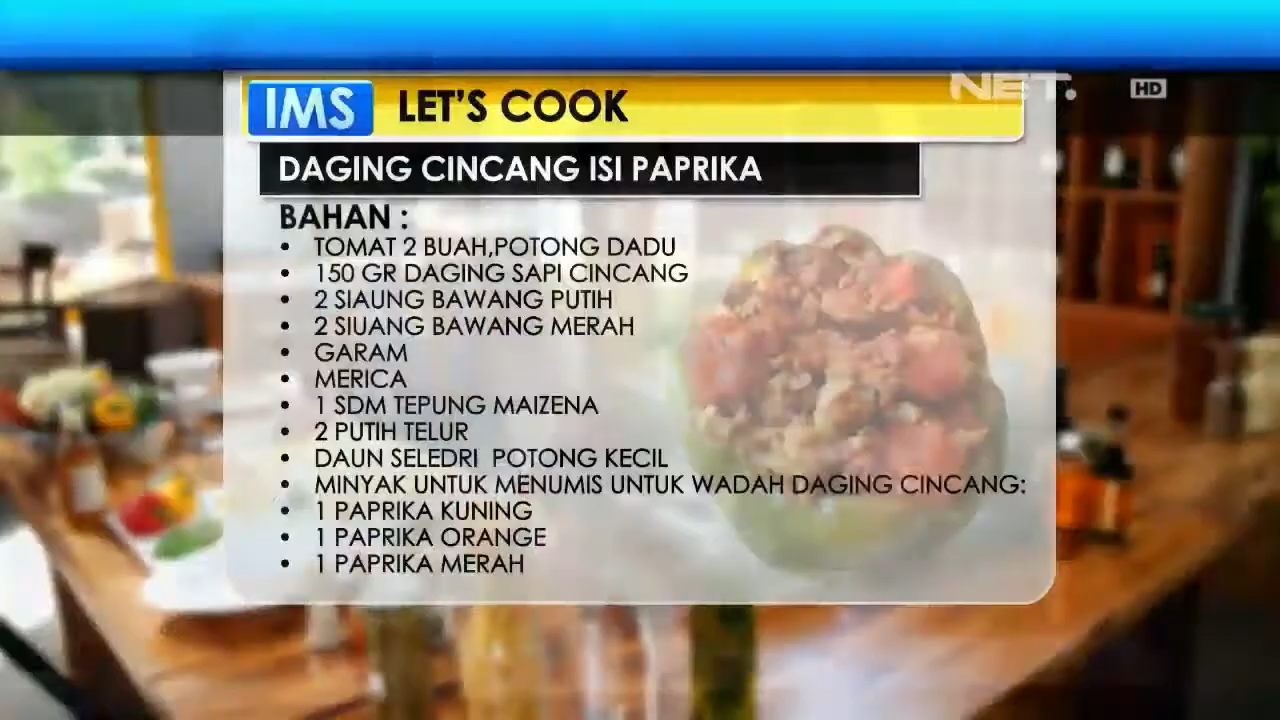 NET.
HD
IMS LET'S COOK
DAGING CINCANG ISI PAPRIKA
BAHAN :
• TOMAT 2 BUAH,POTONG DADU
• 150 GR DAGING SAPI CINCANG
• 2 SIAUNG BAWANG PUTIH
• 2 SIUANG BAWANG MERAH
• GARAM
• MERICA
• 1 SDM TEPUNG MAIZENA
• 2 PUTIH TELUR
• DAUN SELEDRI  POTONG KECIL
• MINYAK UNTUK MENUMIS UNTUK WADAH DAGING CINCANG:
• 1 PAPRIKA KUNING
• 1 PAPRIKA ORANGE
• 1 PAPRIKA MERAH